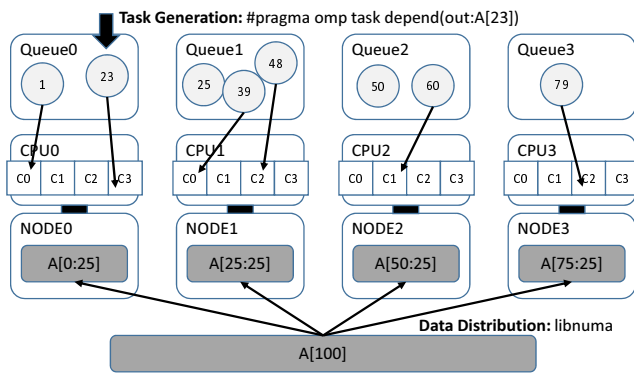 Task Generation: #pragma omp task depend(out:A[23])
Queue0 Queue1 Queue2 Queue3
1 23 25 39 48 50 60 79
CPU0 CPU1 CPU2 CPU3
C0 C1 C2 C3 C0 C1 C2 C3 C0 C1 C2 C3 C0 C1 C2 C3
NODE0 NODE1 NODE2 NODE3
A[0:25] A[25:25] A[50:25] A[75:25]
Data Distribution: libnuma
A[100]